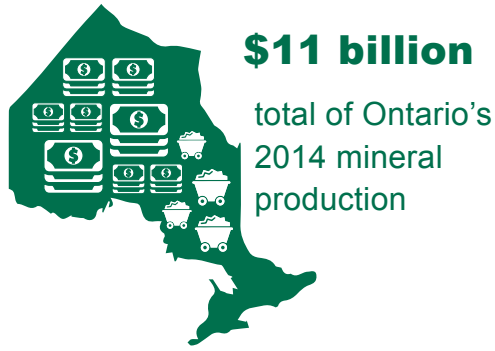 $11 billion
total of Ontario’s
2014 mineral
production